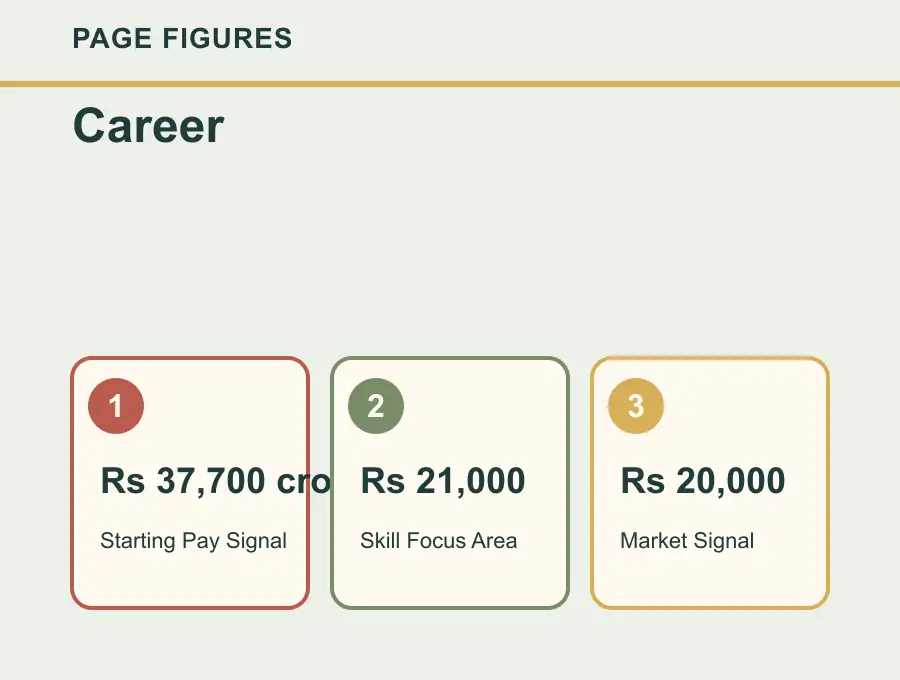 PAGE FIGURES
Career
1
2
3
Rs 37,700 cro
Rs 21,000
Rs 20,000
Starting Pay Signal
Skill Focus Area
Market Signal